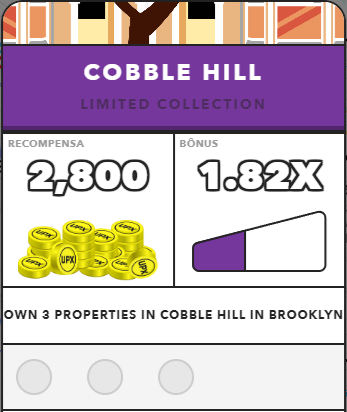 COBBLE HILL
LIMITED COLLECTION
RECOMPENSA
BÔNUS
2,800
1.82X
UPX
OWN 3 PROPERTIES IN COBBLE HILL IN BROOKLYN